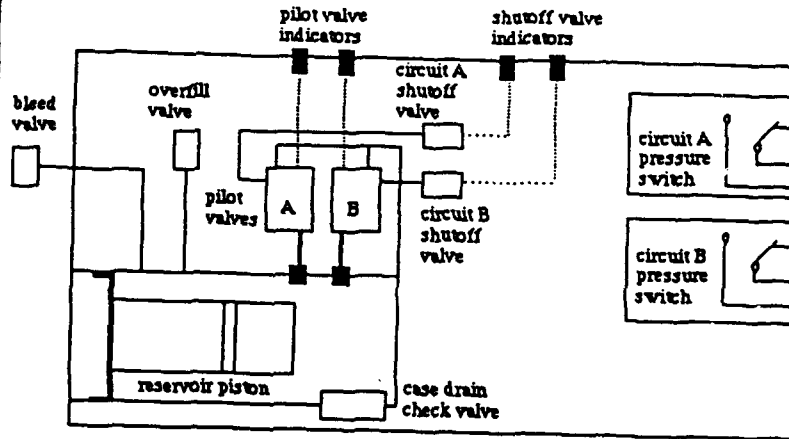 pilot valve
indicators
shutoff valve
indicators
circuit A
shutoff
valve
bleed
valve
overfill
valve
circuit A
pressure
switch
pilot
valves
A
B
circuit B
shutoff
valve
circuit B
pressure
switch
reservoir piston
case drain
check valve